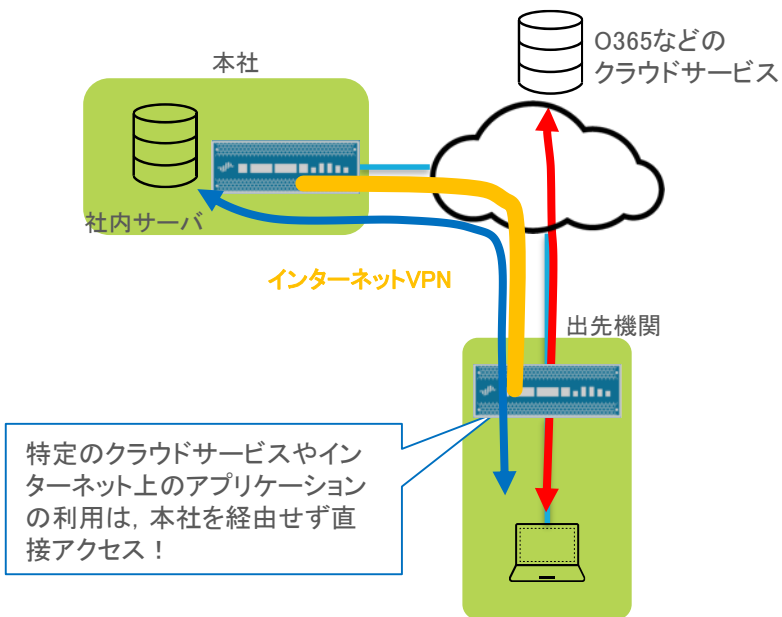 O365などの
クラウドサービス
本社
社内サーバ
インターネットVPN
出先機関
特定のクラウドサービスやイン
ターネット上のアプリケーション
の利用は，本社を経由せず直
接アクセス！